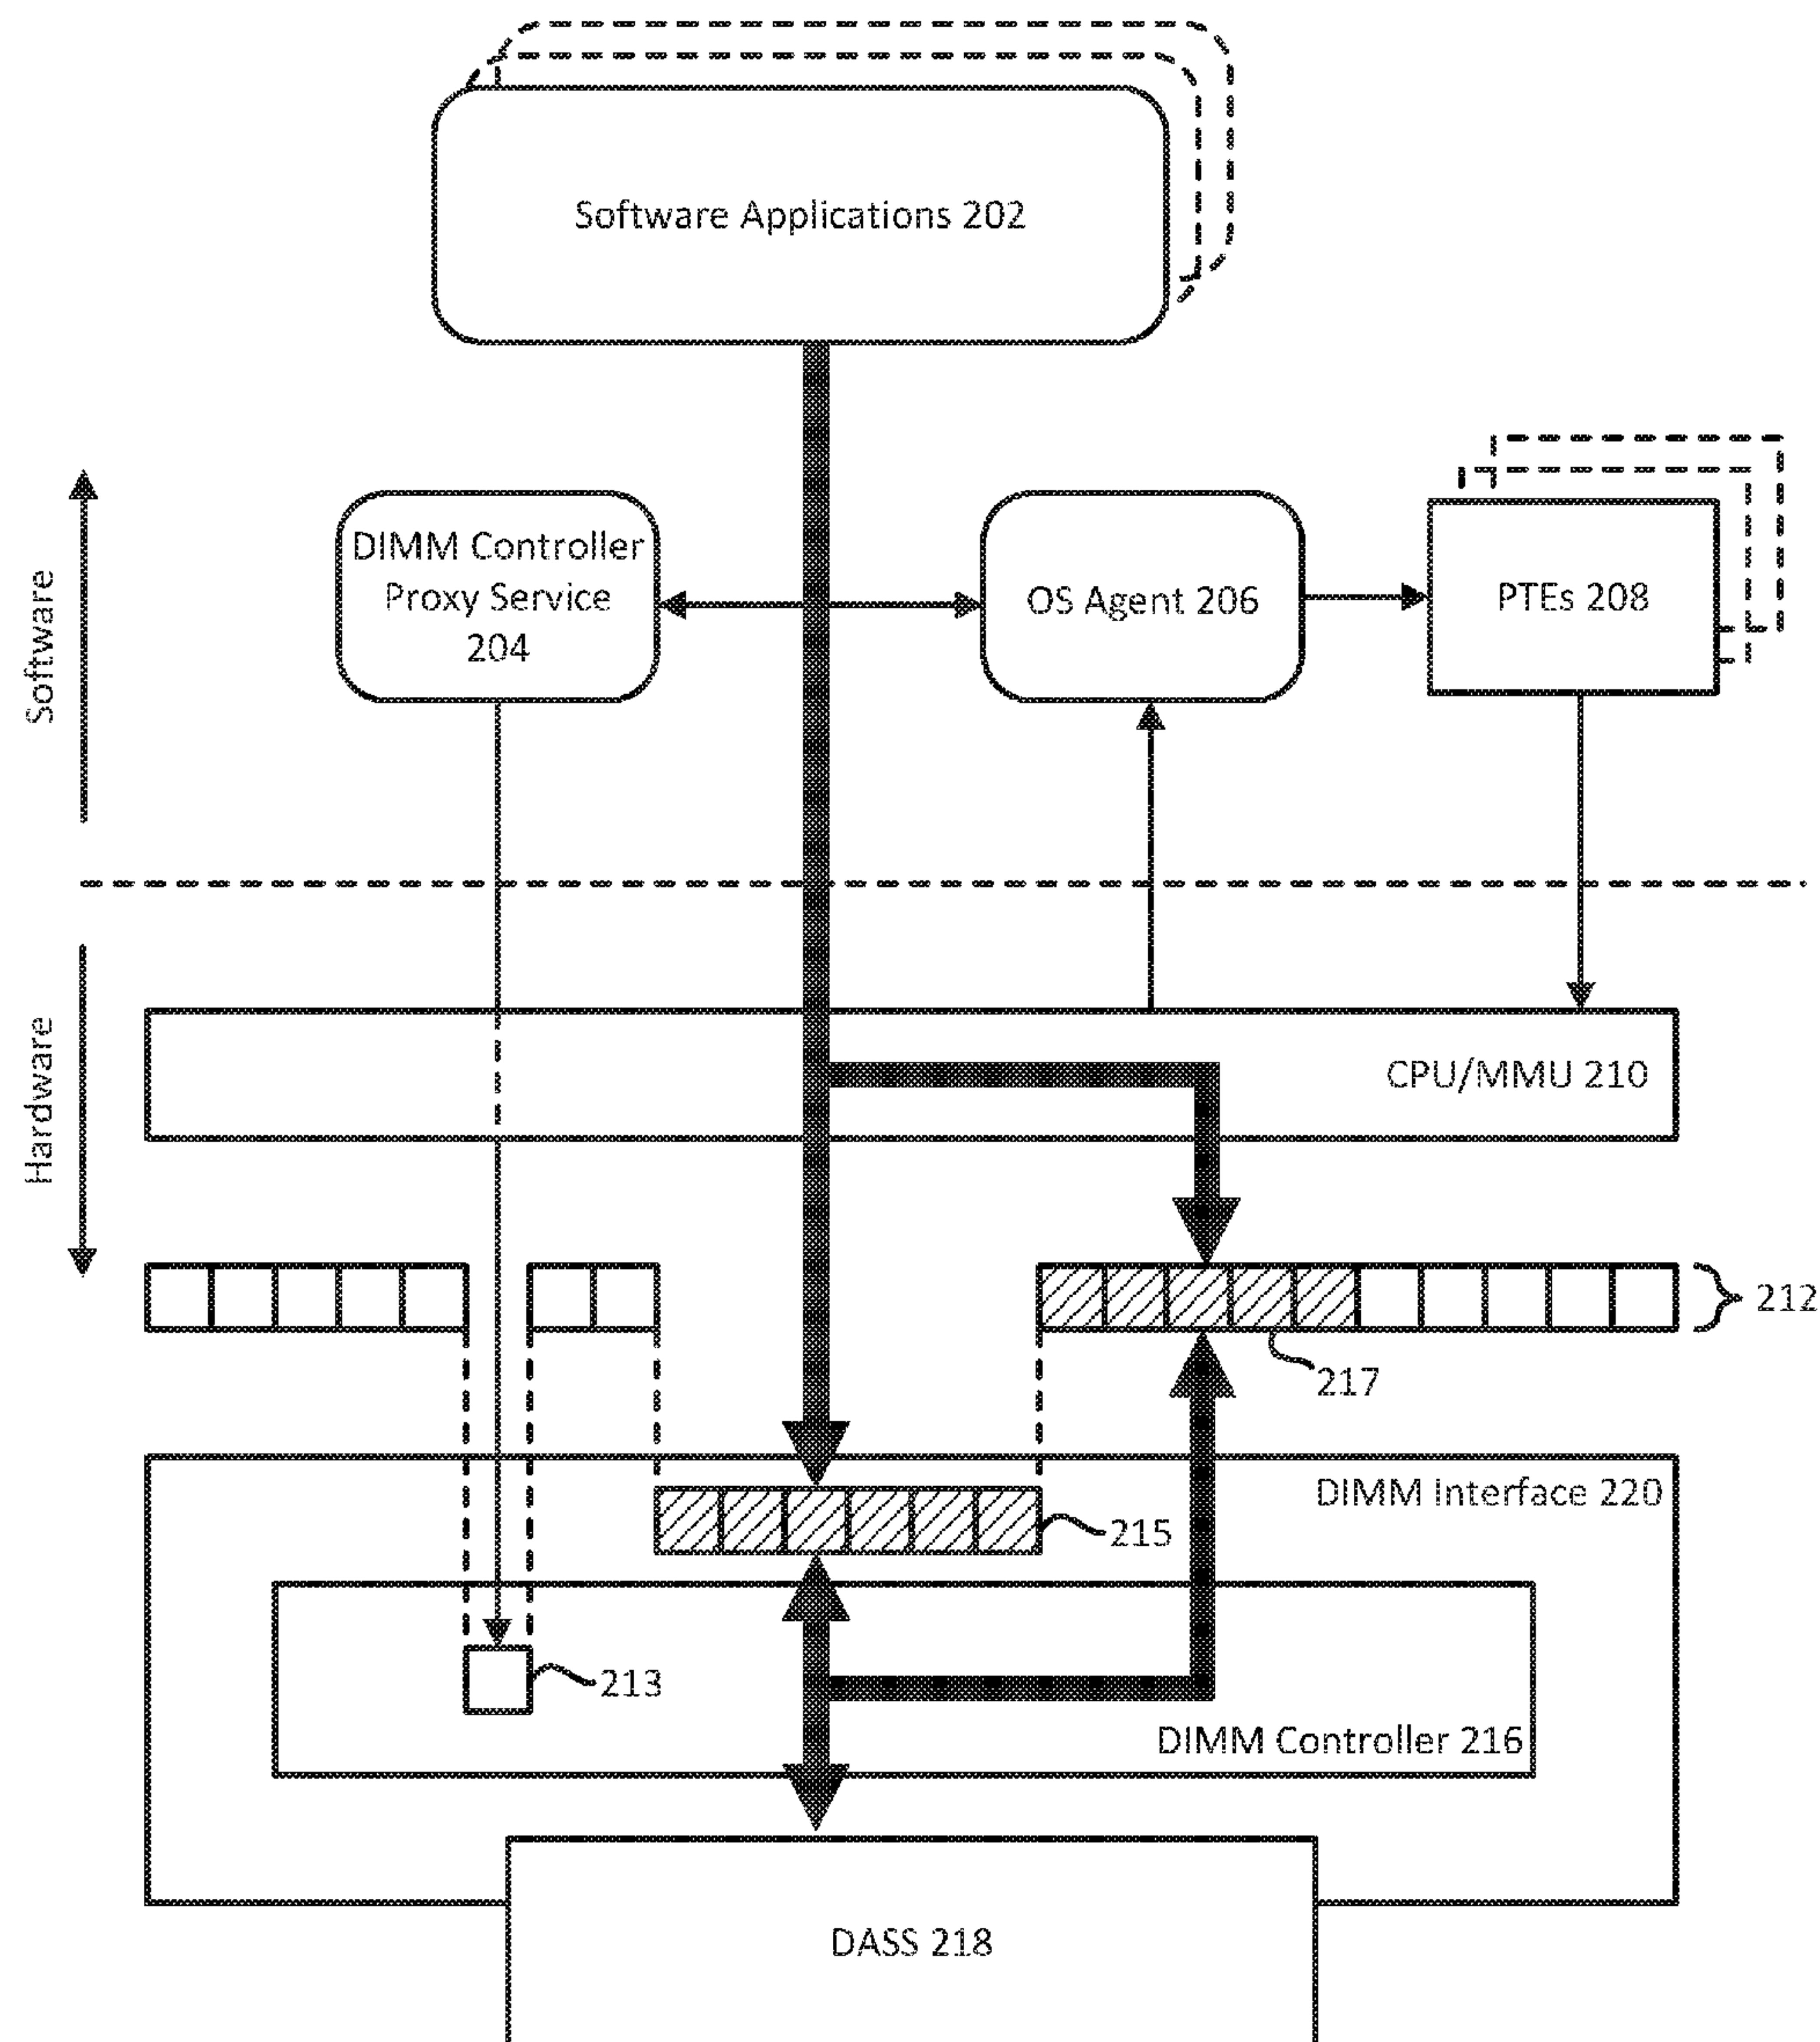 Software Applications 202
DIMM Controller
Proxy Service
204
OS Agent 206
PTEs 208
Software
Hardware
CPU/MMU 210
212
217
DIMM Interface 220
215
213
DIMM Controller 216
DASS 218